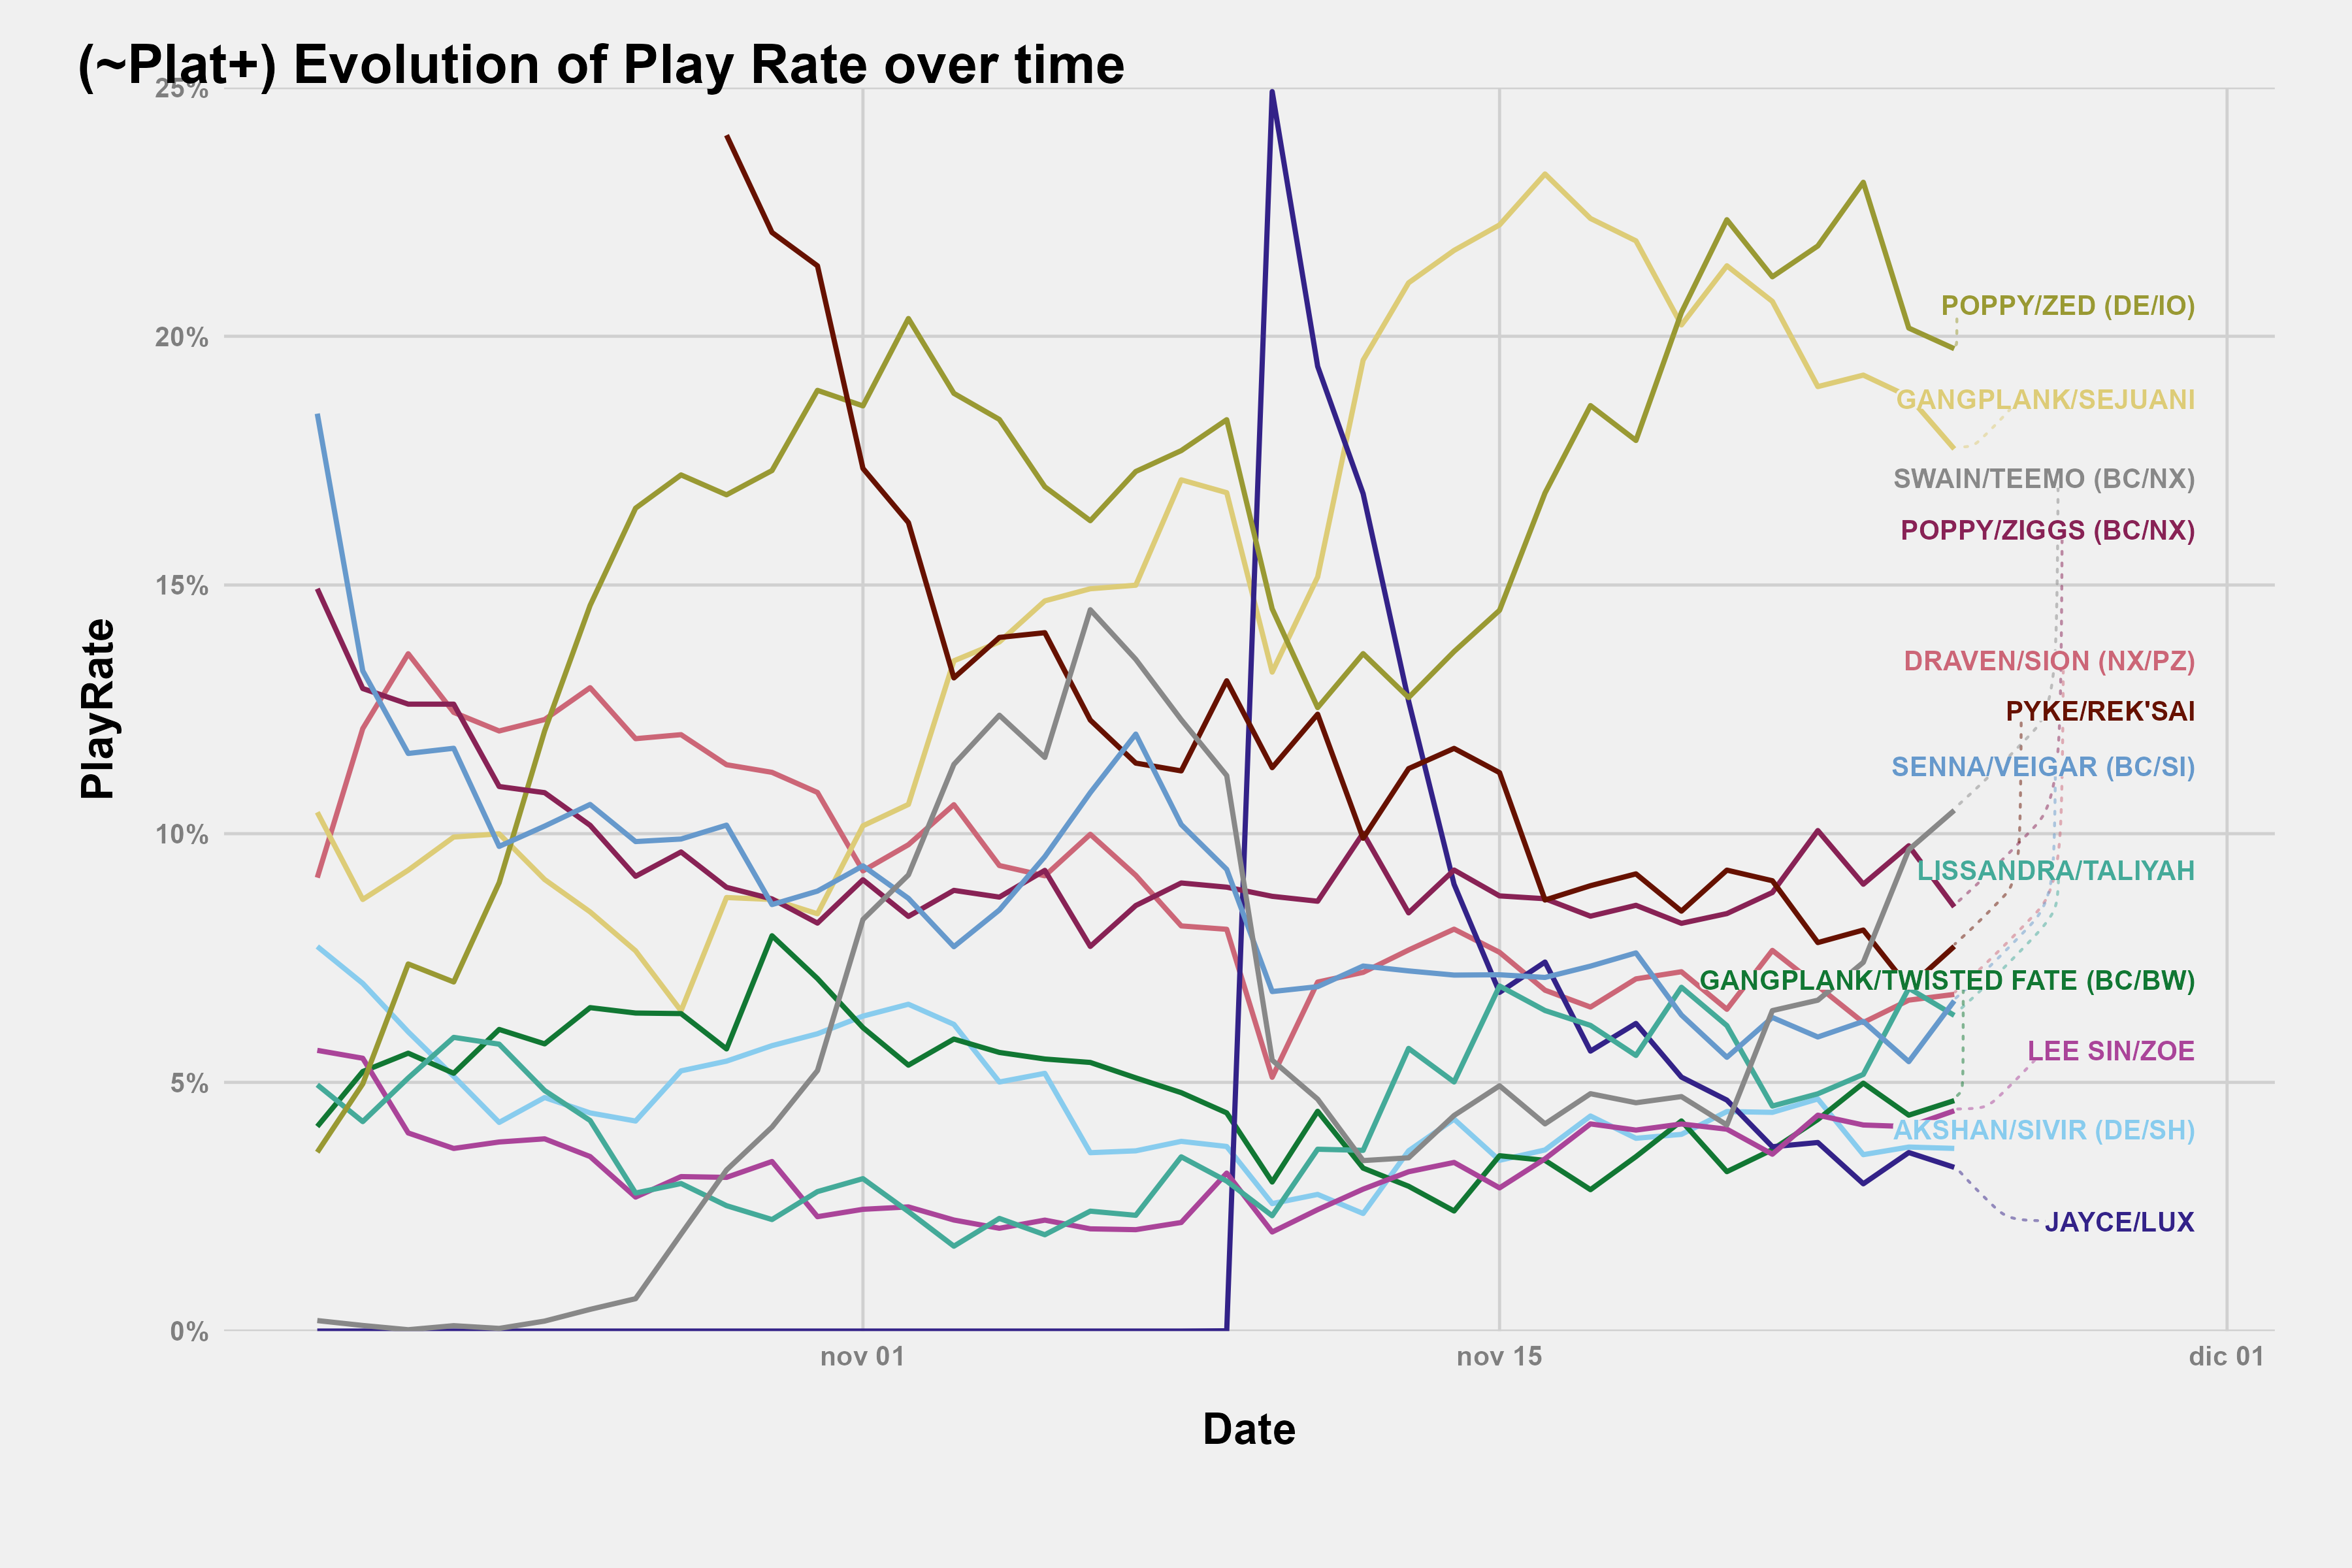 (~Plat+) Evolution of Play Rate over time
25%
20%
15%
10%
5%
0%
PlayRate
POPPY/ZED (DE/IO)
GANGPLANK/SEJUANI
SWAIN/TEEMO (BC/NX)
POPPY/ZIGGS (BC/NX)
DRAVEN/SION (NX/PZ)
PYKE/REK'SAI
SENNA/VEIGAR (BC/SI)
LISSANDRA/TALIYAH
GANGPLANK/TWISTED FATE (BC/BW)
LEE SIN/ZOE
AKSHAN/SIVIR (DE/SH)
JAYCE/LUX
nov 01
nov 15
dic 01
Date